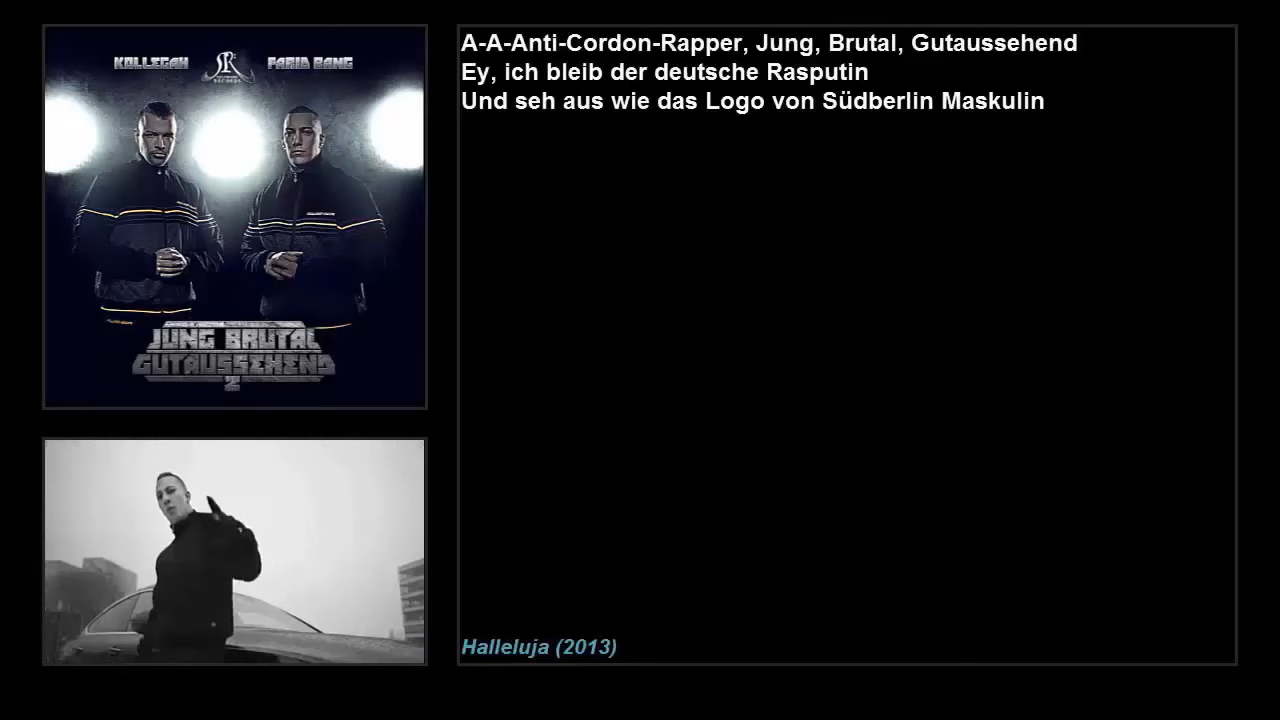 KOLLEGAH
FARID BANG
RECORDS
JUNG BRUTAL
GUTAUSSEHEND
2
A-A-Anti-Cordon-Rapper, Jung, Brutal, Gutaussehend
Ey, ich bleib der deutsche Rasputin
Und seh aus wie das Logo von Südberlin Maskulin
Halleluja (2013)